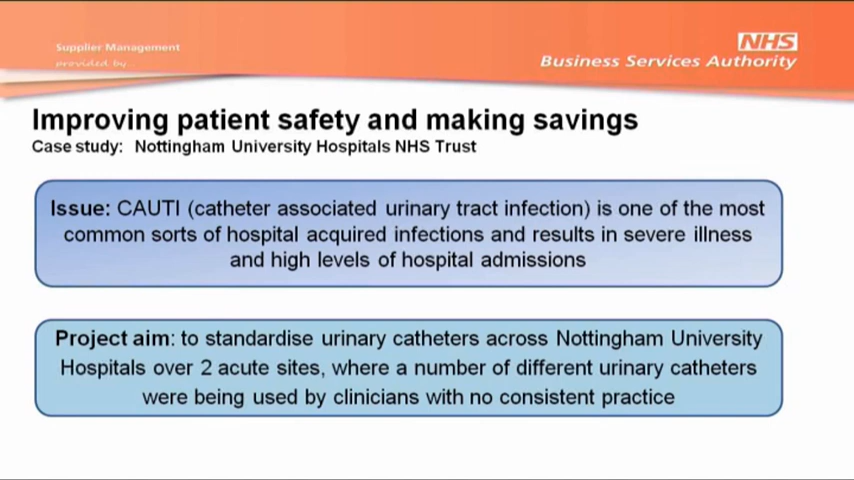 Supplier Management
provided by...
NHS
Business Services Authority
Improving patient safety and making savings
Case study: Nottingham University Hospitals NHS Trust
Issue: CAUTI (catheter associated urinary tract infection) is one of the most
common sorts of hospital acquired infections and results in severe illness
and high levels of hospital admissions
Project aim: to standardise urinary catheters across Nottingham University
Hospitals over 2 acute sites, where a number of different urinary catheters
were being used by clinicians with no consistent practice